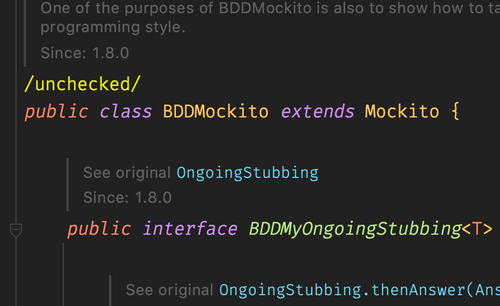 One of the purposes of BDDMockito is also to show how to ta
programming style.
Since: 1.8.0
/unchecked/
public class BDDMockito extends Mockito {
See original OngoingStubbing
Since: 1.8.0
public interface BDDMyOngoingStubbing<T>
See original OngoingStubbing.thenAnswer(Ans